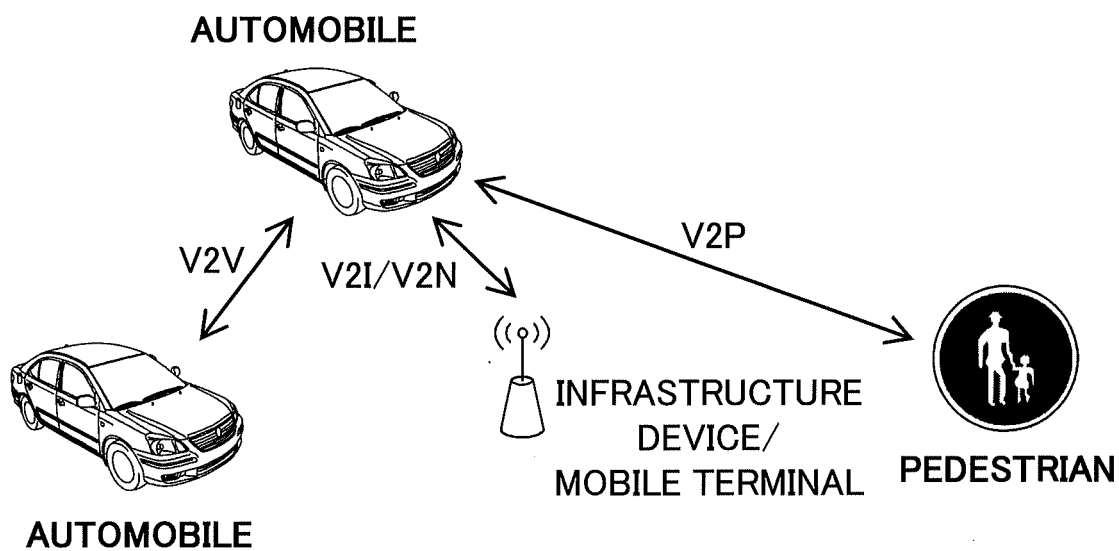 AUTOMOBILE
V2P
V2V
V2I/V2N
INFRASTRUCTURE
DEVICE/
MOBILE TERMINAL
PEDESTRIAN
AUTOMOBILE